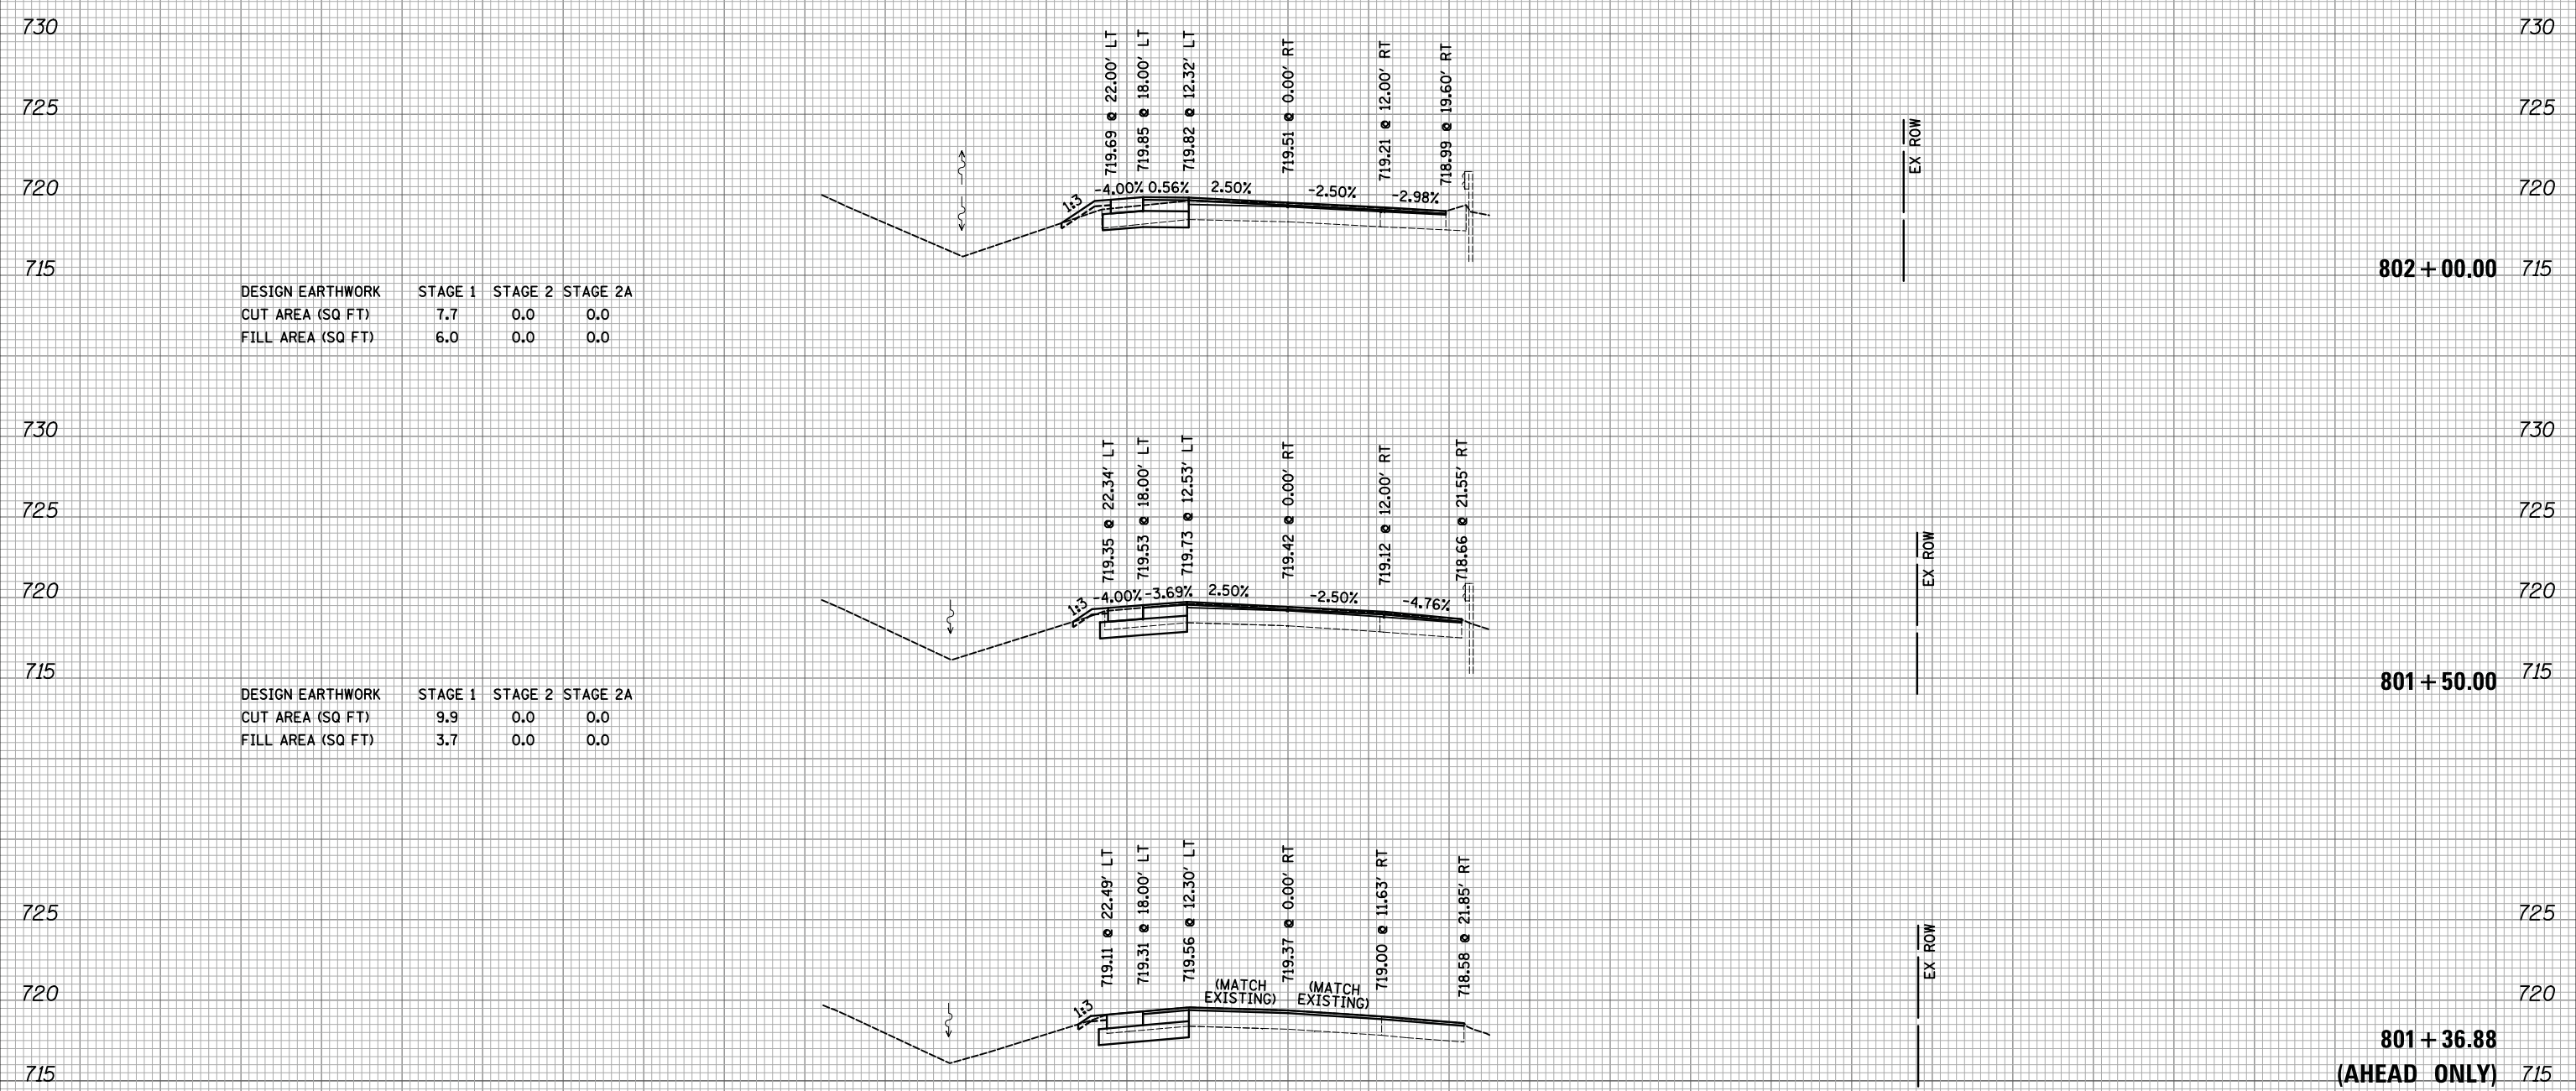 730
730
719.69 @ 22.00' LT
719.85 @ 18.00' LT
719.82 @ 12.32' LT
719.51 @ 0.00' RT
719.21 @ 12.00' RT
718.99 @ 19.60' RT
725
725
EX ROW
720
720
1:3
-4.00%
0.56%
2.50%
-2.50%
-2.98%
715
802+00.00
715
DESIGN EARTHWORK STAGE 1 STAGE 2 STAGE 2A
CUT AREA (SQ FT) 7.7 0.0 0.0
FILL AREA (SQ FT) 6.0 0.0 0.0
730
730
719.35 @ 22.34' LT
719.53 @ 18.00' LT
719.73 @ 12.53' LT
719.42 @ 0.00' RT
719.12 @ 12.00' RT
718.66 @ 21.55' RT
725
725
EX ROW
720
720
1:3
-4.00%
-3.69%
2.50%
-2.50%
-4.76%
715
801+50.00
715
DESIGN EARTHWORK STAGE 1 STAGE 2 STAGE 2A
CUT AREA (SQ FT) 9.9 0.0 0.0
FILL AREA (SQ FT) 3.7 0.0 0.0
719.11 @ 22.49' LT
719.31 @ 18.00' LT
719.56 @ 12.30' LT
719.37 @ 0.00' RT
719.00 @ 11.63' RT
718.58 @ 21.85' RT
725
725
EX ROW
720
720
1:3
(MATCH
EXISTING)
(MATCH
EXISTING)
801+36.88
(AHEAD ONLY)
715
715